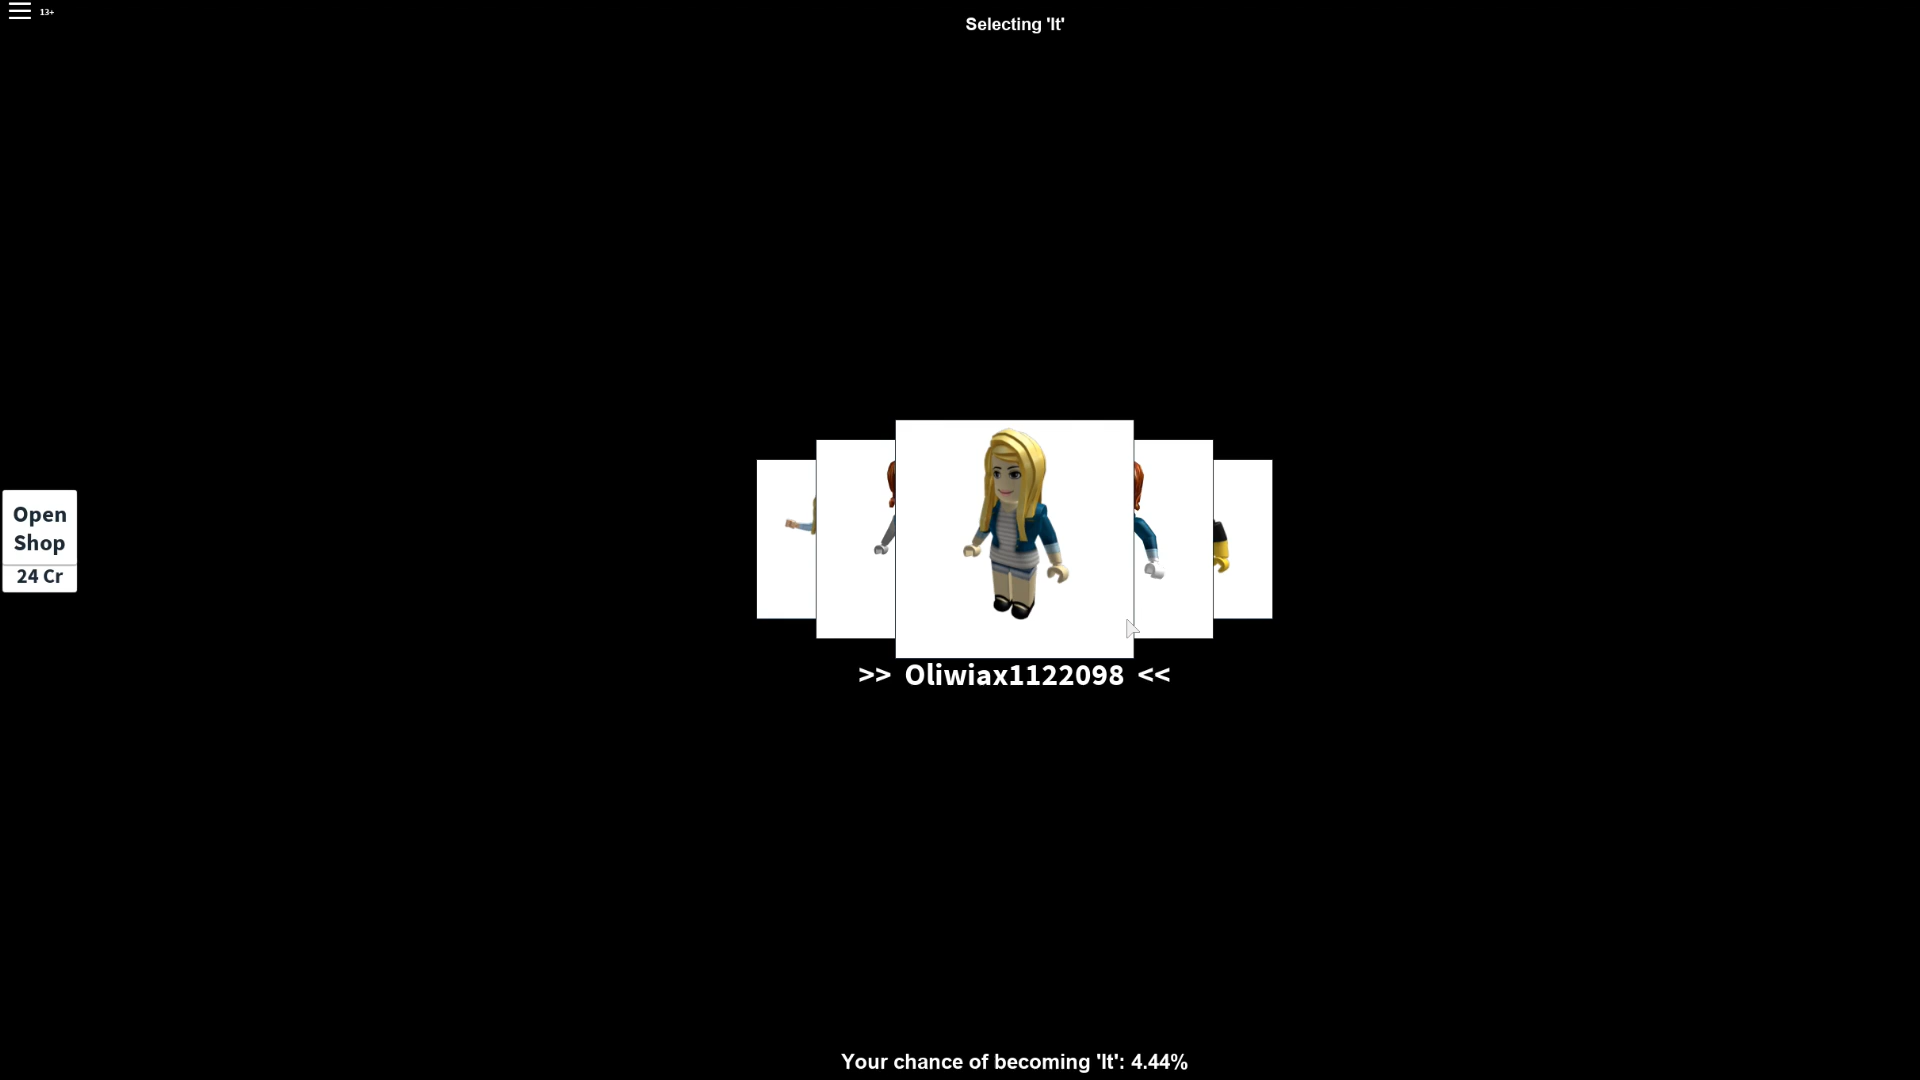 13+
Selecting 'It'
Open
Shop
24 Cr
>> Oliwiax1122098 <<
Your chance of becoming 'It': 4.44%